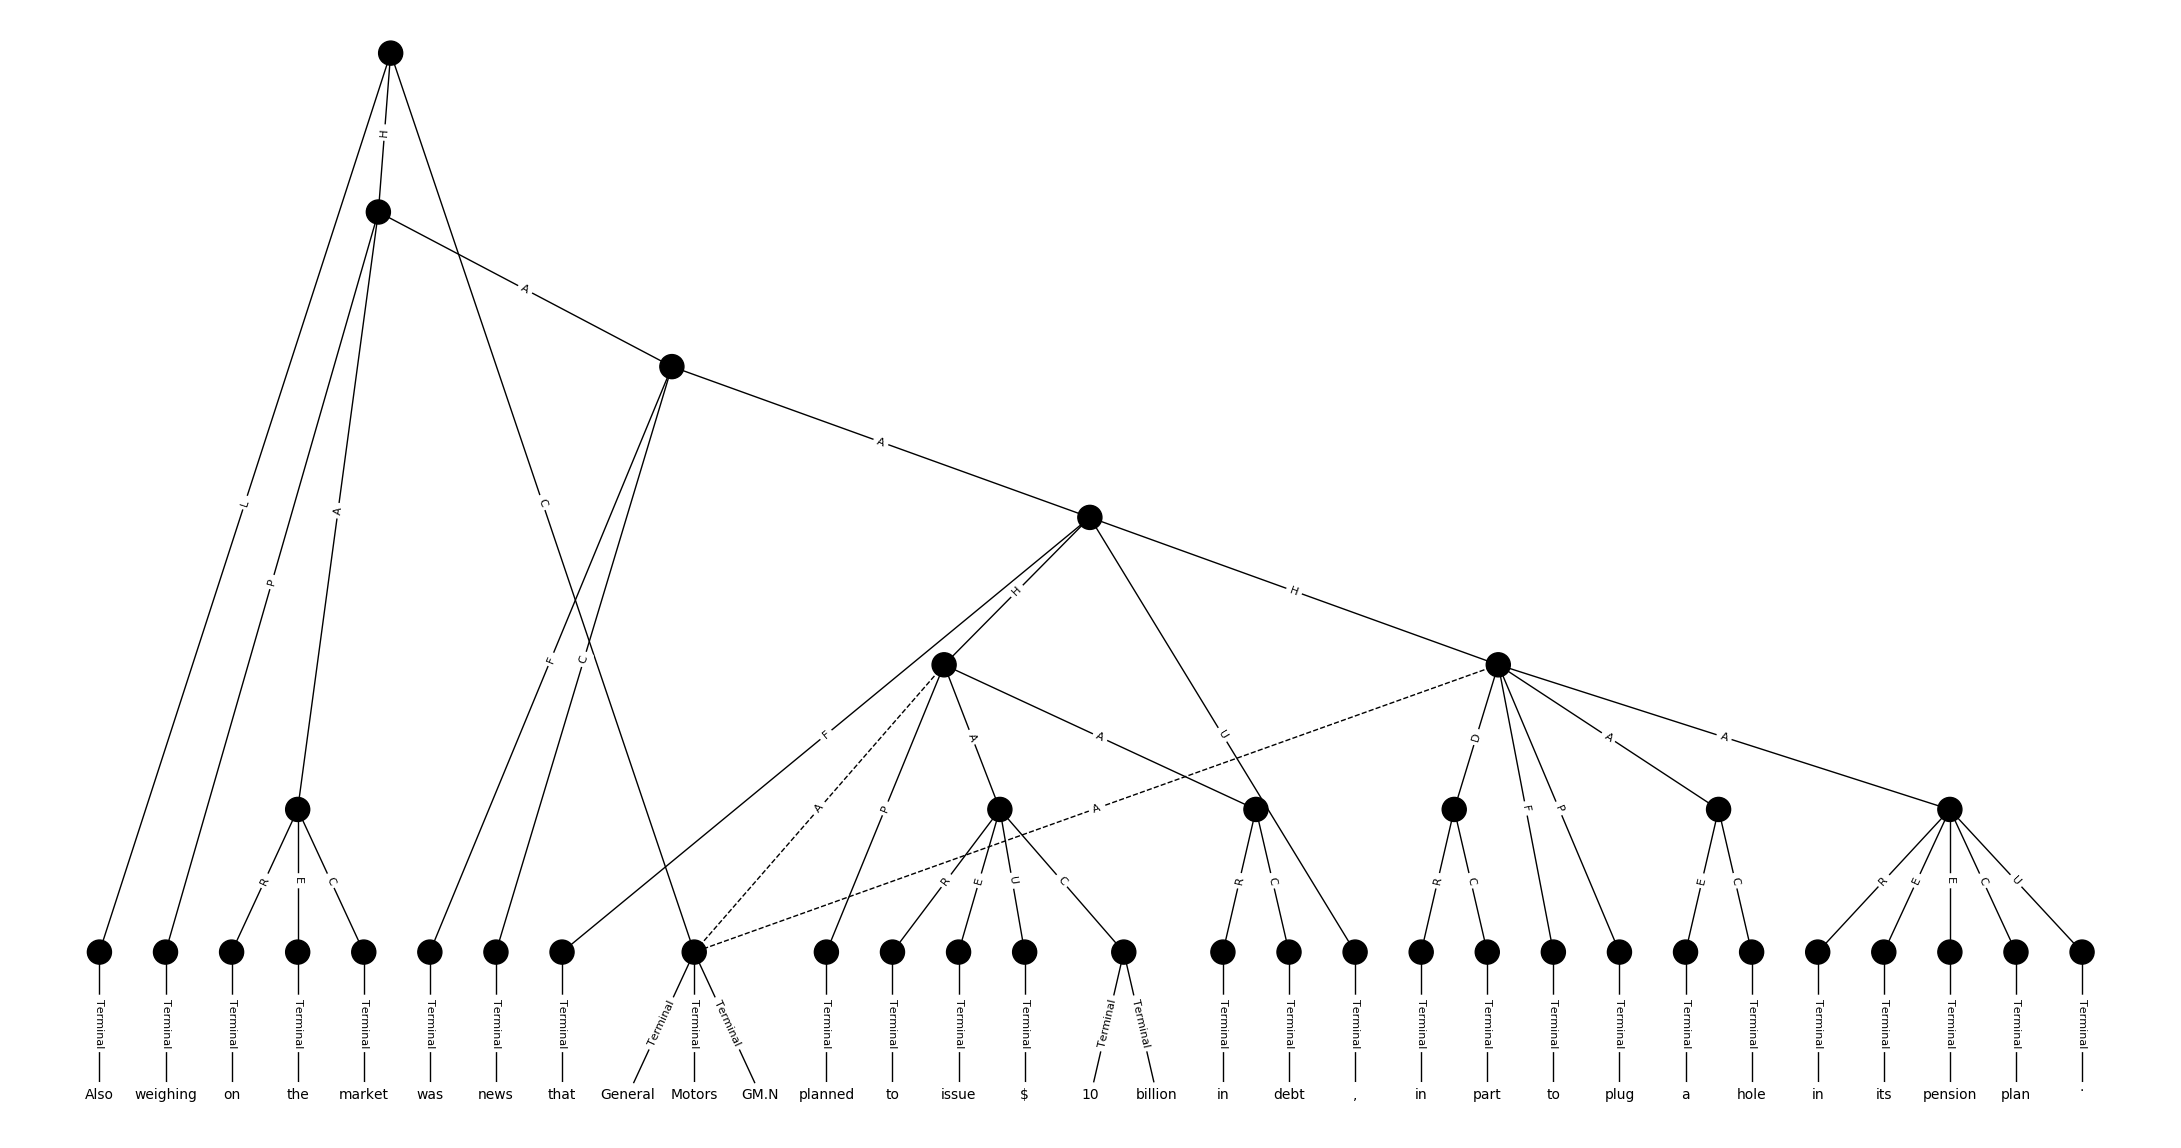 H
A
A
L
C
A
P
H
H
F
C
F
U
A
D
A
A
A
P
A
A
F
P
R
E
C
R
E
U
C
R
C
R
C
E
C
R
E
E
C
U
Terminal Terminal Terminal Terminal Terminal Terminal Terminal Terminal Terminal Terminal Terminal Terminal Terminal Terminal Terminal Terminal Terminal Terminal Terminal Terminal Terminal Terminal Terminal Terminal Terminal Terminal Terminal Terminal Terminal Terminal Terminal
Also weighing on the market was news that General Motors GM.N planned to issue $ 10 billion in debt , in part to plug a hole in its pension plan .